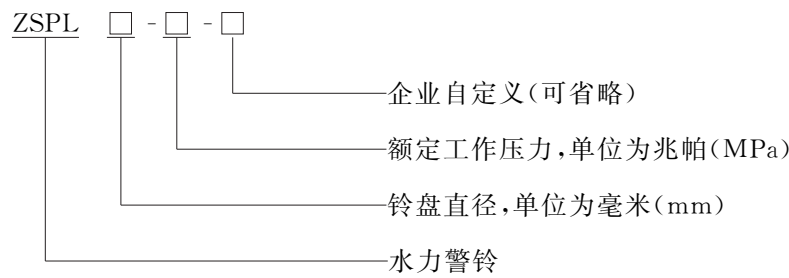 ZSPL □-□-□
企业自定义(可省略)
额定工作压力,单位为兆帕(MPa)
铃盘直径,单位为毫米(mm)
水力警铃